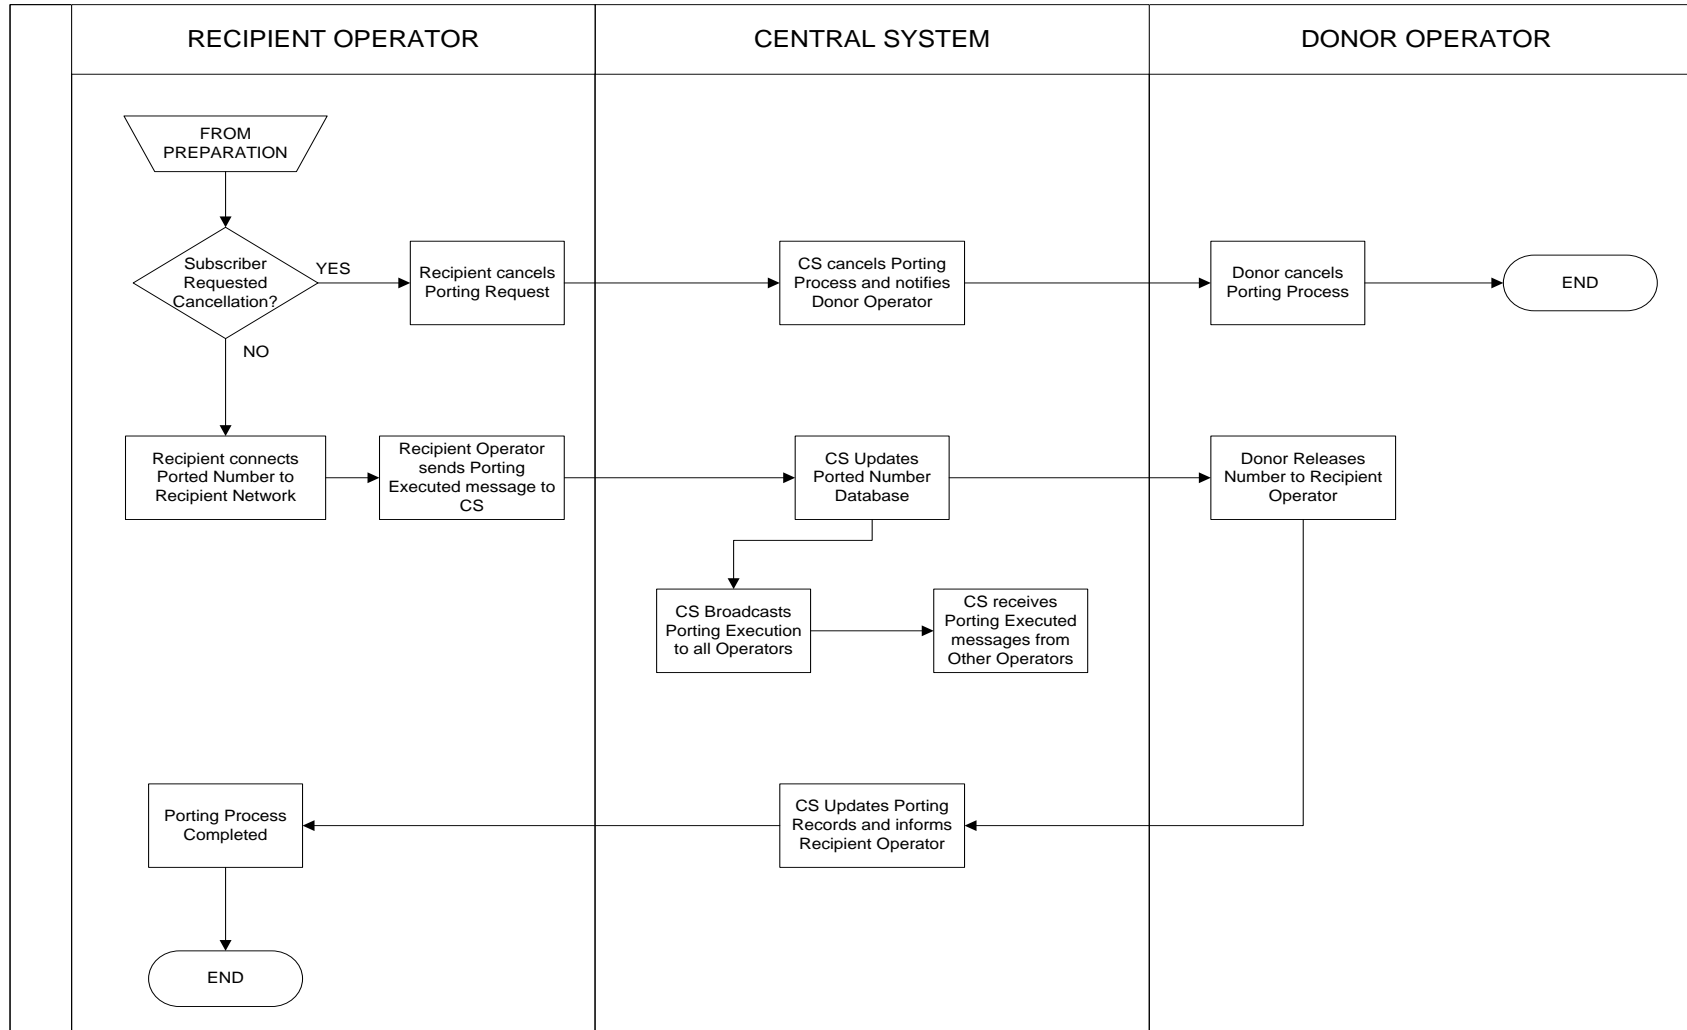 RECIPIENT OPERATOR
CENTRAL SYSTEM
DONOR OPERATOR
FROM
PREPARATION
Subscriber
Requested
Cancellation?
YES
NO
Recipient cancels
Porting Request
CS cancels Porting
Process and notifies
Donor Operator
Donor cancels
Porting Process
END
Recipient connects
Ported Number to
Recipient Network
Recipient Operator
sends Porting
Executed message to
CS
CS Updates
Ported Number
Database
Donor Releases
Number to Recipient
Operator
CS Broadcasts
Porting Execution
to all Operators
CS receives
Porting Executed
messages from
Other Operators
Porting Process
Completed
CS Updates Porting
Records and informs
Recipient Operator
END